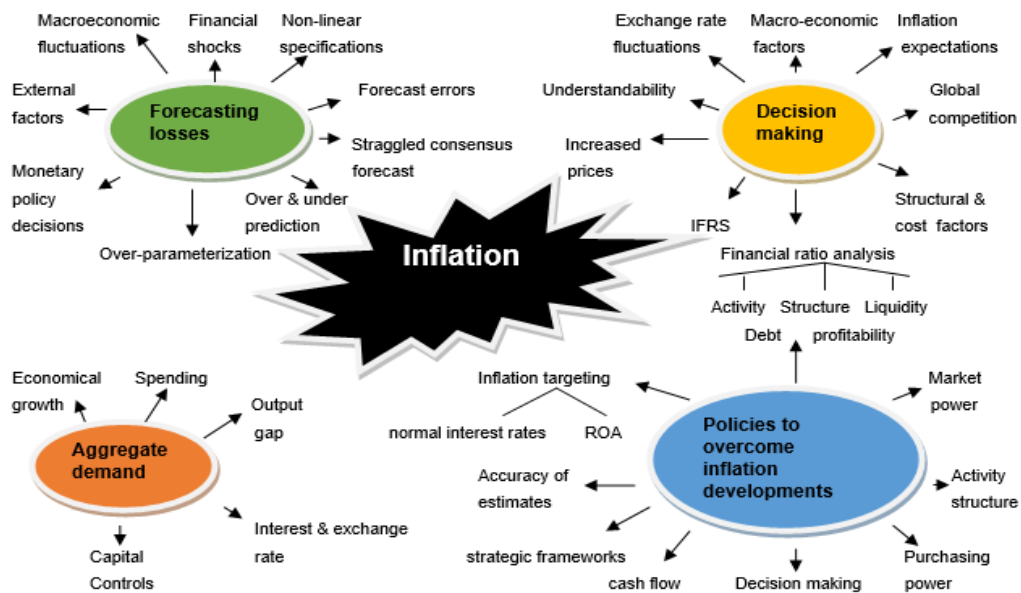 Macroeconomic
fluctuations
Financial
shocks
Non-linear
specifications
External
factors
Forecasting
losses
Forecast errors
Straggled consensus
forecast
Monetary
policy
decisions
Over & under
prediction
Over-parameterization
Exchange rate
fluctuations
Macro-economic
factors
Inflation
expectations
Understandability
Decision
making
Global
competition
Increased
prices
IFRS
Structural &
cost factors
Financial ratio analysis
Activity
Structure
Liquidity
Debt
profitability
Inflation
Economical
growth
Spending
Output
gap
Aggregate
demand
Interest & exchange
rate
Capital
Controls
Inflation targeting
normal interest rates
ROA
Market
power
Policies to
overcome
inflation
developments
Accuracy of
estimates
Activity
structure
strategic frameworks
cash flow
Decision making
Purchasing
power